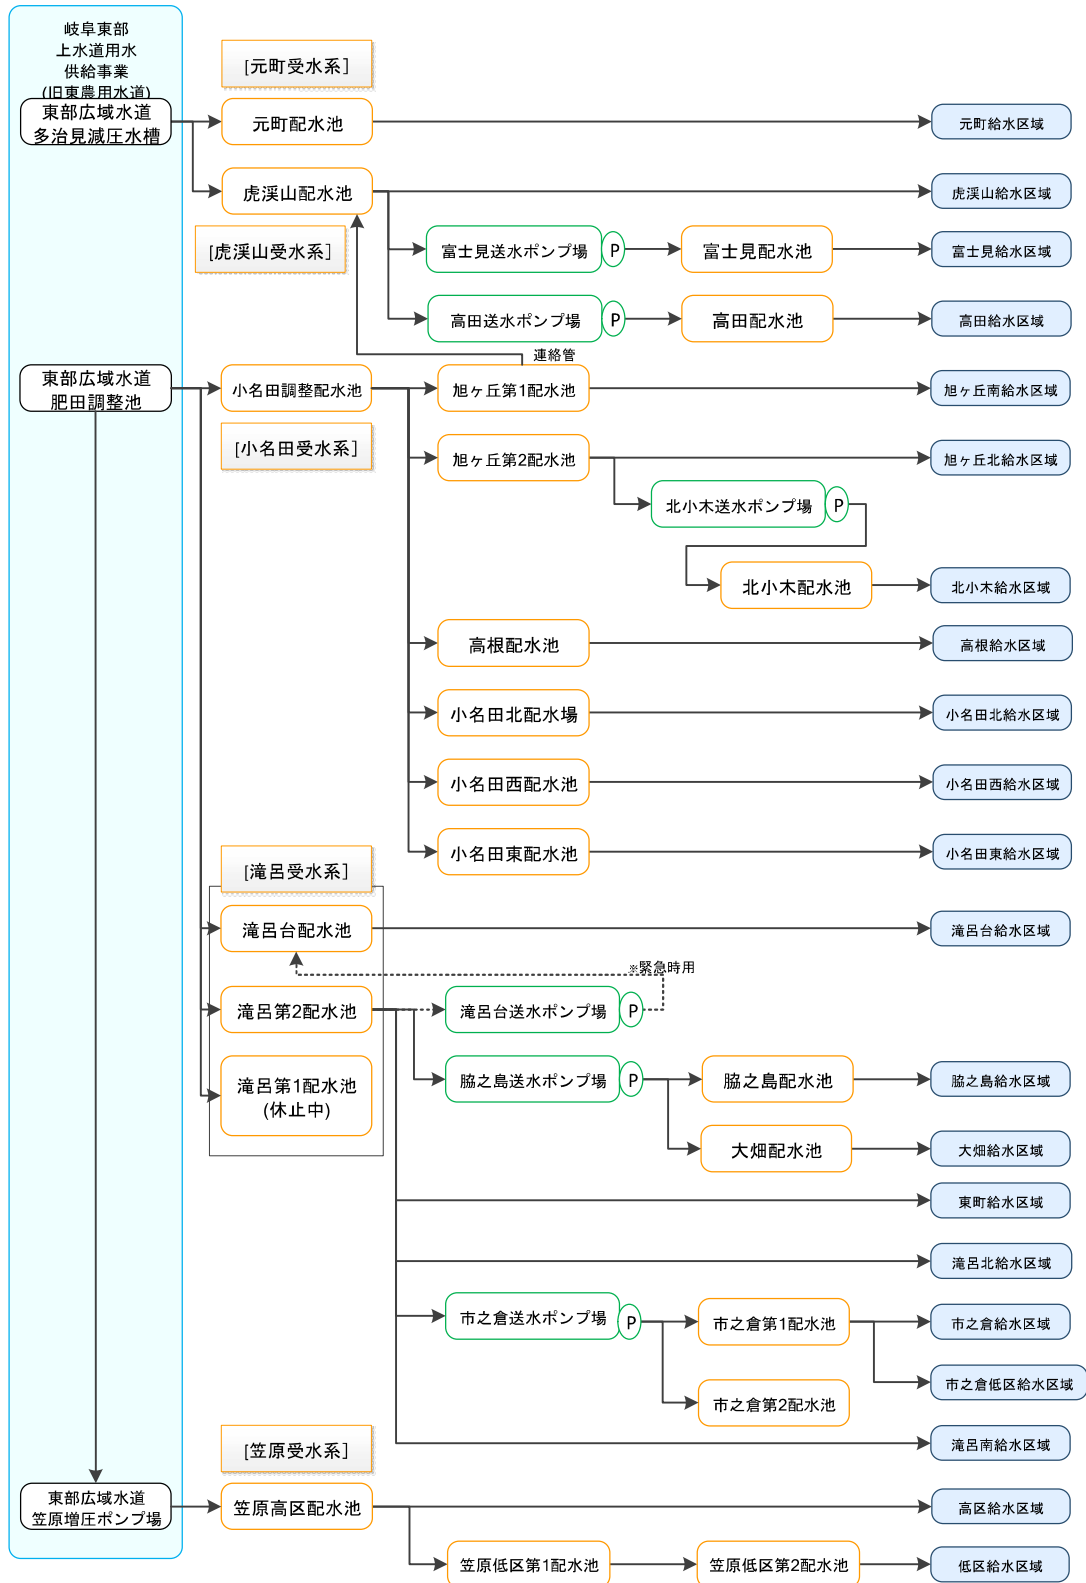 岐阜東部
上水道用水
供給事業
(旧東農用水道)
東部広域水道
多治見減圧水槽
[元町受水系]
元町配水池
元町給水区域
虎渓山配水池
虎渓山給水区域
[虎渓山受水系]
富士見送水ポンプ場
P
富士見配水池
富士見給水区域
高田送水ポンプ場
P
高田配水池
高田給水区域
連絡管
東部広域水道
肥田調整池
小名田調整配水池
旭ヶ丘第1配水池
旭ヶ丘南給水区域
[小名田受水系]
旭ヶ丘第2配水池
旭ヶ丘北給水区域
北小木送水ポンプ場
P
北小木配水池
北小木給水区域
高根配水池
高根給水区域
小名田北配水場
小名田北給水区域
小名田西配水池
小名田西給水区域
小名田東配水池
小名田東給水区域
[滝呂受水系]
滝呂台配水池
滝呂台給水区域
※緊急時用
滝呂第2配水池
滝呂台送水ポンプ場
P
滝呂第1配水池
(休止中)
脇之島送水ポンプ場
P
脇之島配水池
脇之島給水区域
大畑配水池
大畑給水区域
東町給水区域
滝呂北給水区域
市之倉送水ポンプ場
P
市之倉第1配水池
市之倉給水区域
市之倉低区給水区域
市之倉第2配水池
滝呂南給水区域
[笠原受水系]
東部広域水道
笠原増圧ポンプ場
笠原高区配水池
高区給水区域
笠原低区第1配水池
笠原低区第2配水池
低区給水区域